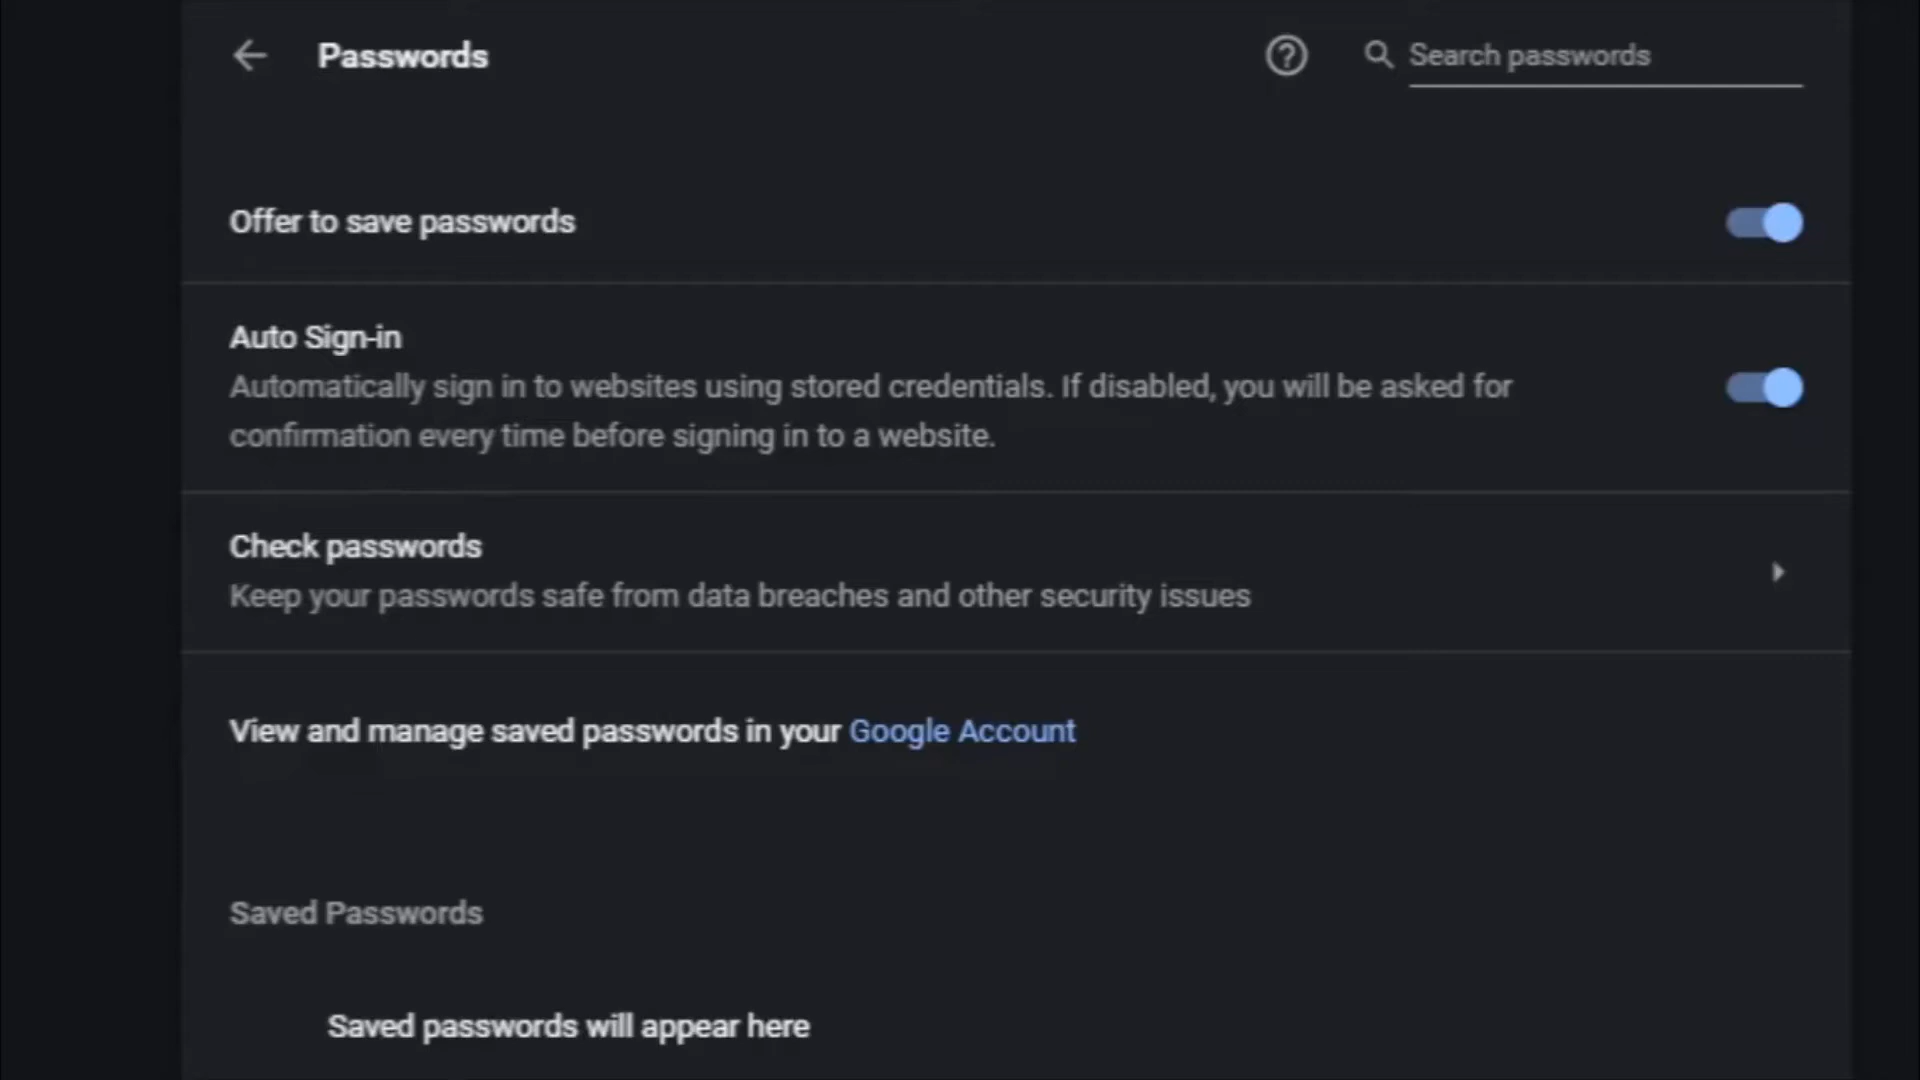 Passwords
Search passwords
Offer to save passwords
Auto Sign-in
Automatically sign in to websites using stored credentials. If disabled, you will be asked for
confirmation every time before signing in to a website.
Check passwords
Keep your passwords safe from data breaches and other security issues
View and manage saved passwords in your Google Account
Saved Passwords
Saved passwords will appear here